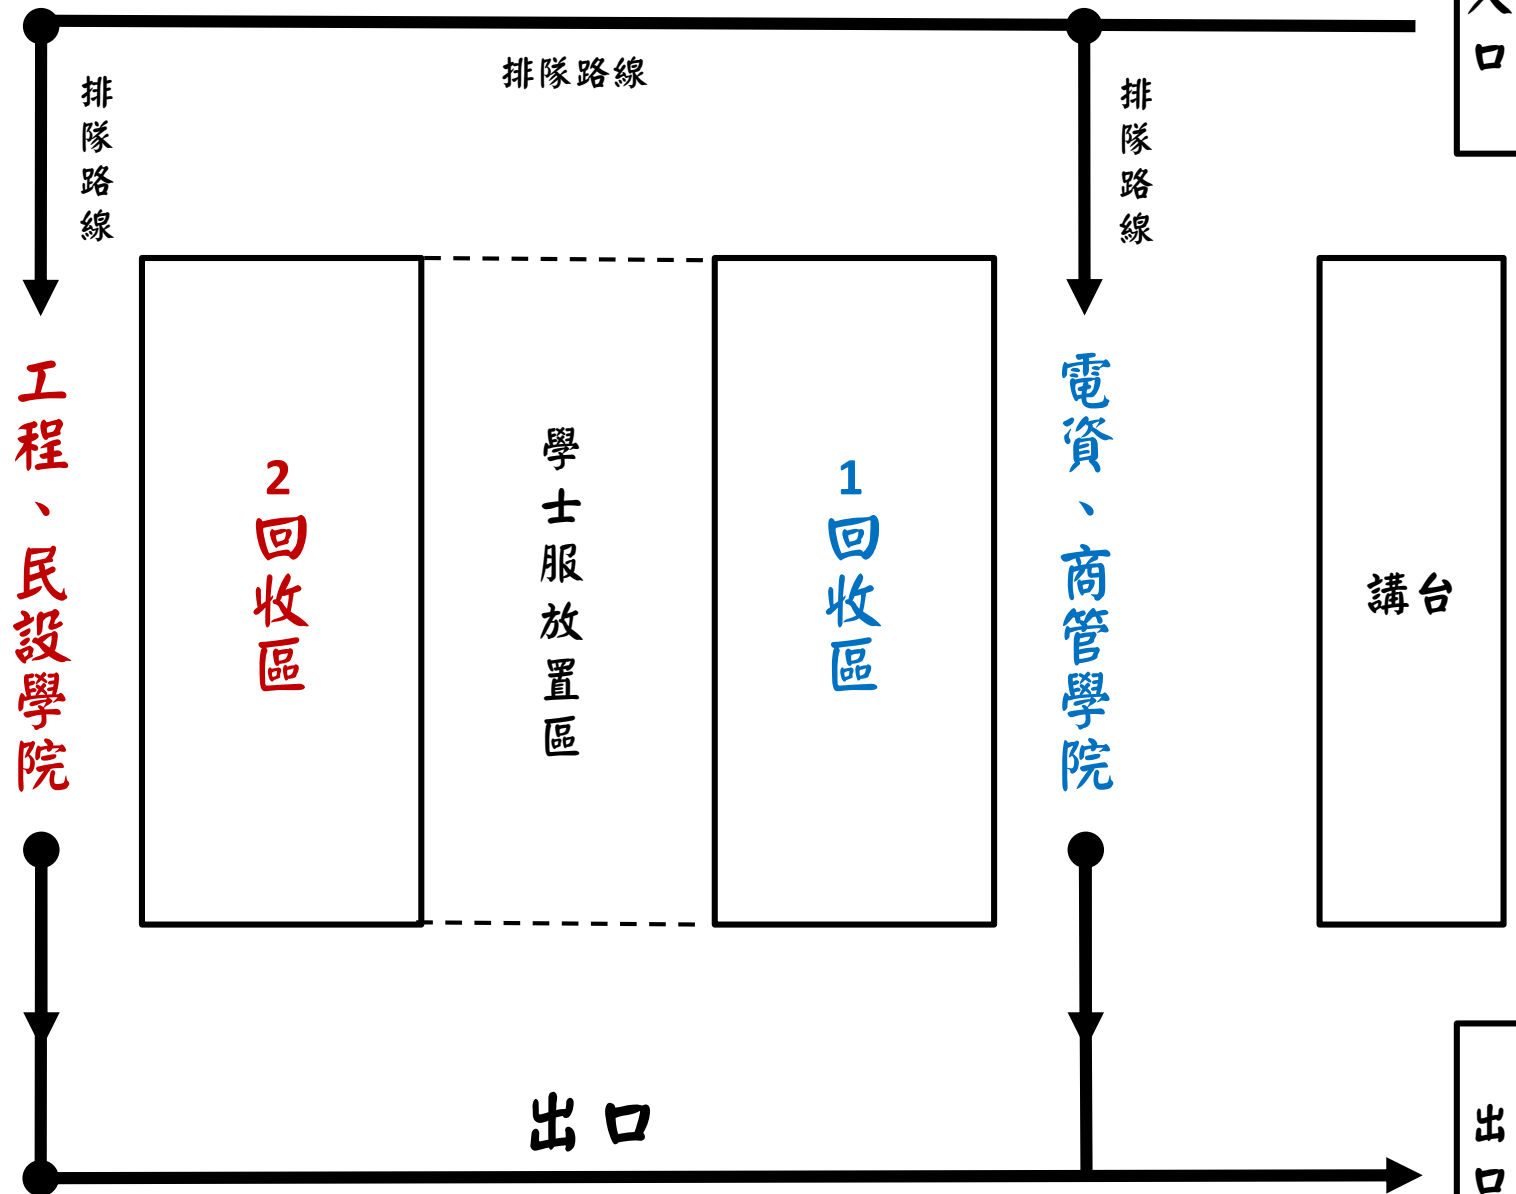 入口
排隊路線
排隊路線
排隊路線
工程、民設學院
2回收區
學士服放置區
1回收區
電資、商管學院
講台
出口
出口